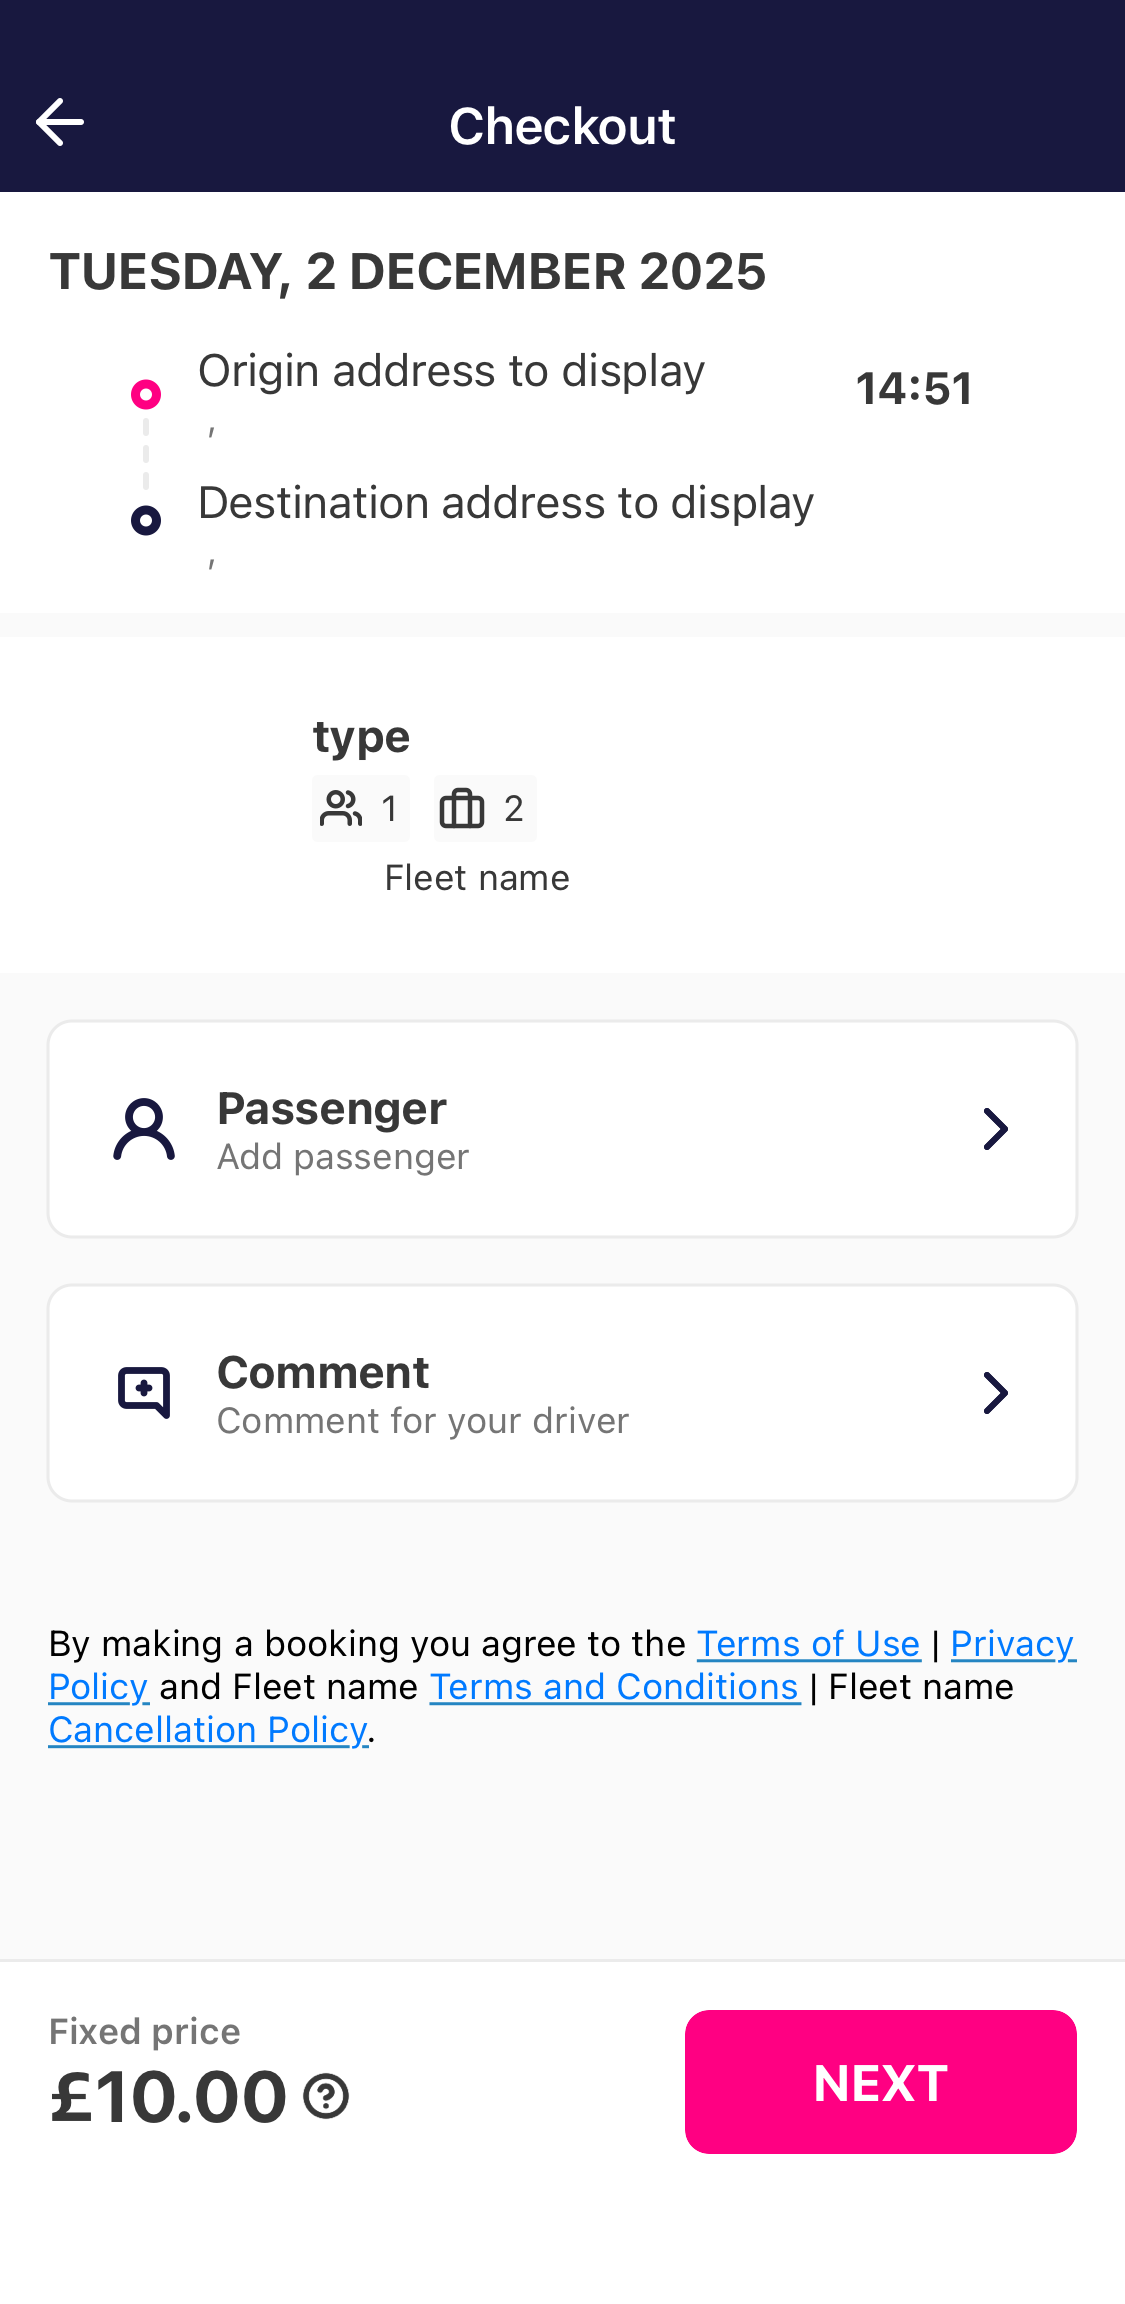 Checkout
TUESDAY, 2 DECEMBER 2025
Origin address to display
14:51
,
Destination address to display
,
type
1 2
Fleet name
Passenger
Add passenger
Comment
Comment for your driver
By making a booking you agree to the Terms of Use | Privacy
Policy and Fleet name Terms and Conditions | Fleet name
Cancellation Policy.
Fixed price
£10.00 ?
NEXT